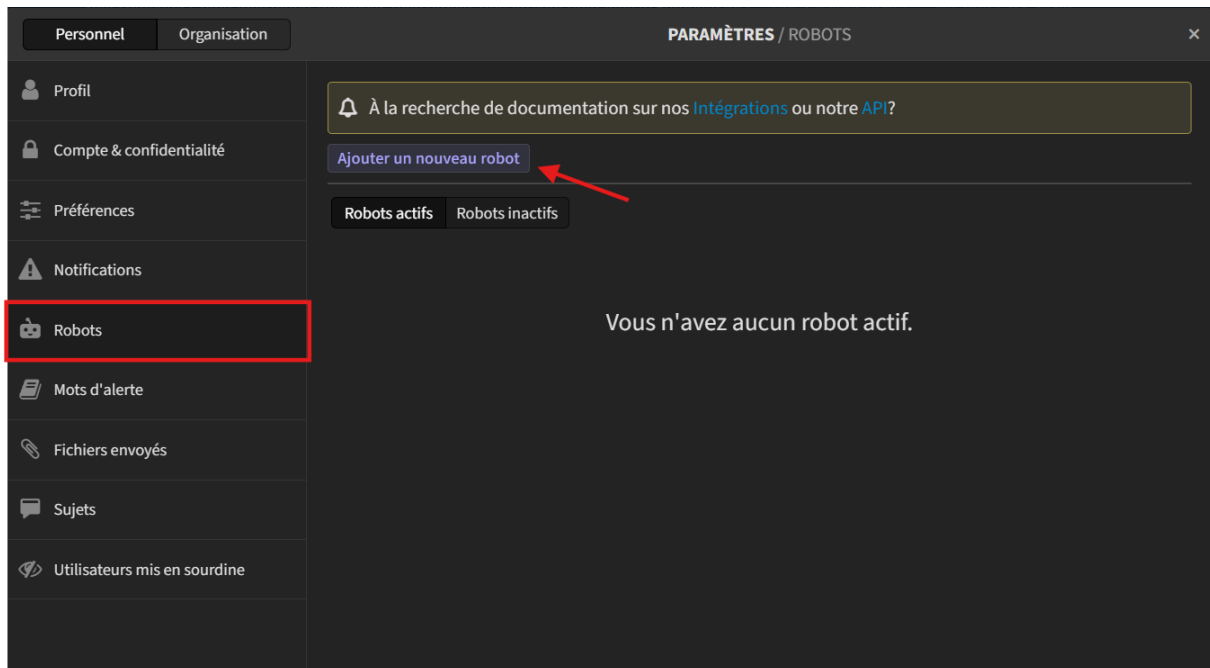 Personnel Organisation
PARAMÈTRES / ROBOTS
×
Profil
Compte & confidentialité
Préférences
Notifications
Robots
Mots d'alerte
Fichiers envoyés
Sujets
Utilisateurs mis en sourdine
À la recherche de documentation sur nos Intégrations ou notre API?
Ajouter un nouveau robot
Robots actifs Robots inactifs
Vous n'avez aucun robot actif.